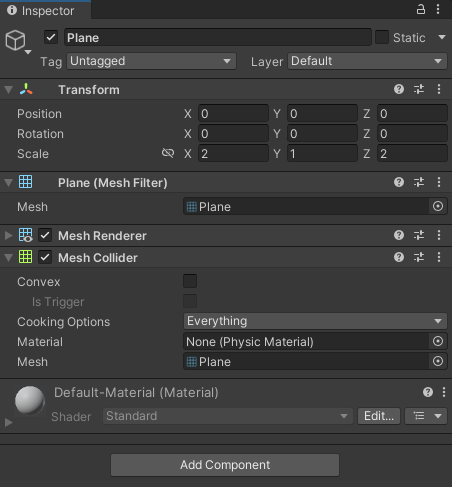 Inspector
Plane Static
Tag Untagged Layer Default
Transform
Position X 0 Y 0 Z 0
Rotation X 0 Y 0 Z 0
Scale X 2 Y 1 Z 2
Plane (Mesh Filter)
Mesh Plane
Mesh Renderer
Mesh Collider
Convex
Is Trigger
Cooking Options Everything
Material None (Physic Material)
Mesh Plane
Default-Material (Material)
Shader Standard Edit...
Add Component